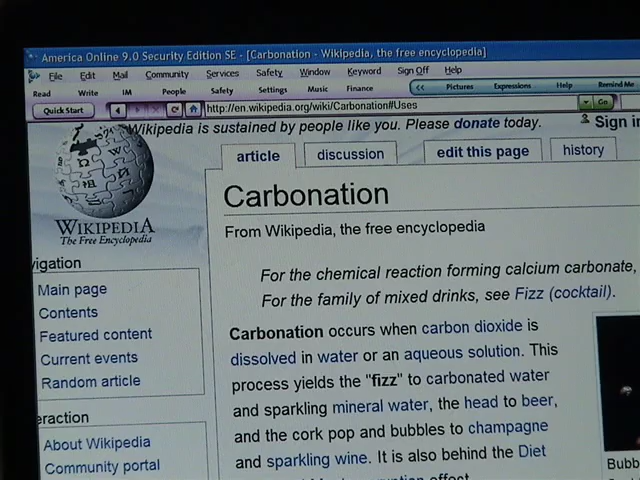 America Online 9.0 Security Edition SE - [Carbonation - Wikipedia, the free encyclopedia]
File Edit Mail Community Services Safety Window Keyword Sign Off Help
Read Write IM People Safety Settings Music Finance Pictures Expressions Help Remind Me
Quick Start http://en.wikipedia.org/wiki/Carbonation#Uses Go
Wikipedia is sustained by people like you. Please donate today. Sign in
article discussion edit this page history
WIKIPEDIA
The Free Encyclopedia
Carbonation
From Wikipedia, the free encyclopedia
For the chemical reaction forming calcium carbonate,
For the family of mixed drinks, see Fizz (cocktail).
vigation
Main page
Contents
Featured content
Current events
Random article
eraction
About Wikipedia
Community portal
Carbonation occurs when carbon dioxide is
dissolved in water or an aqueous solution. This
process yields the "fizz" to carbonated water
and sparkling mineral water, the head to beer,
and the cork pop and bubbles to champagne
and sparkling wine. It is also behind the Diet
effect
Bubb